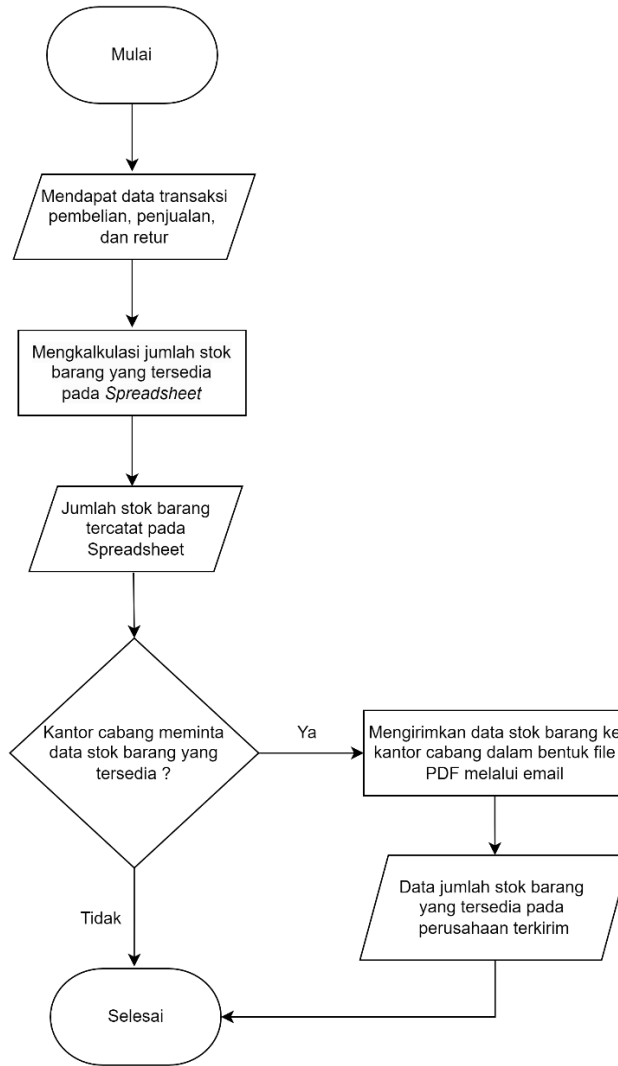 Mulai
Mendapat data transaksi
pembelian, penjualan,
dan retur
Mengkalkulasi jumlah stok
barang yang tersedia
pada Spreadsheet
Jumlah stok barang
tercatat pada
Spreadsheet
Kantor cabang meminta
data stok barang yang
tersedia ?
Ya
Mengirimkan data stok barang ke
kantor cabang dalam bentuk file
PDF melalui email
Data jumlah stok barang
yang tersedia pada
perusahaan terkirim
Tidak
Selesai